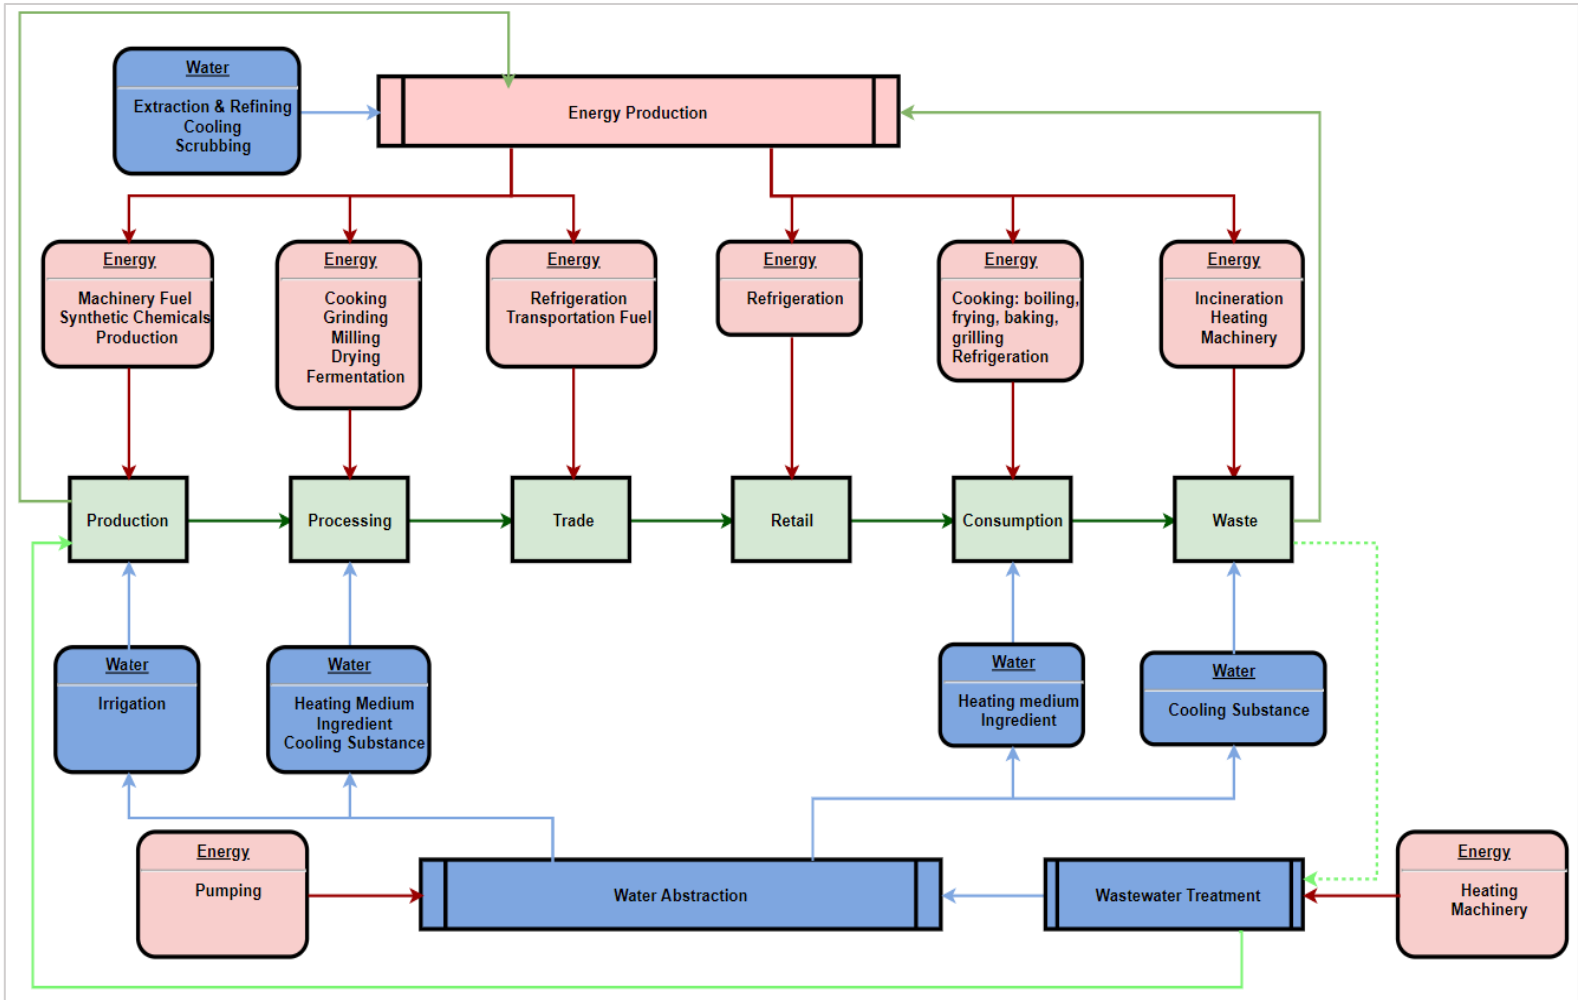 Water
Extraction & Refining
Cooling
Scrubbing
Energy Production
Energy
Machinery Fuel
Synthetic Chemicals
Production
Energy
Cooking
Grinding
Milling
Drying
Fermentation
Energy
Refrigeration
Transportation Fuel
Energy
Refrigeration
Energy
Cooking: boiling,
frying, baking,
grilling
Refrigeration
Energy
Incineration
Heating
Machinery
Production
Processing
Trade
Retail
Consumption
Waste
Water
Irrigation
Water
Heating Medium
Ingredient
Cooling Substance
Water
Heating medium
Ingredient
Water
Cooling Substance
Energy
Pumping
Water Abstraction
Wastewater Treatment
Energy
Heating
Machinery